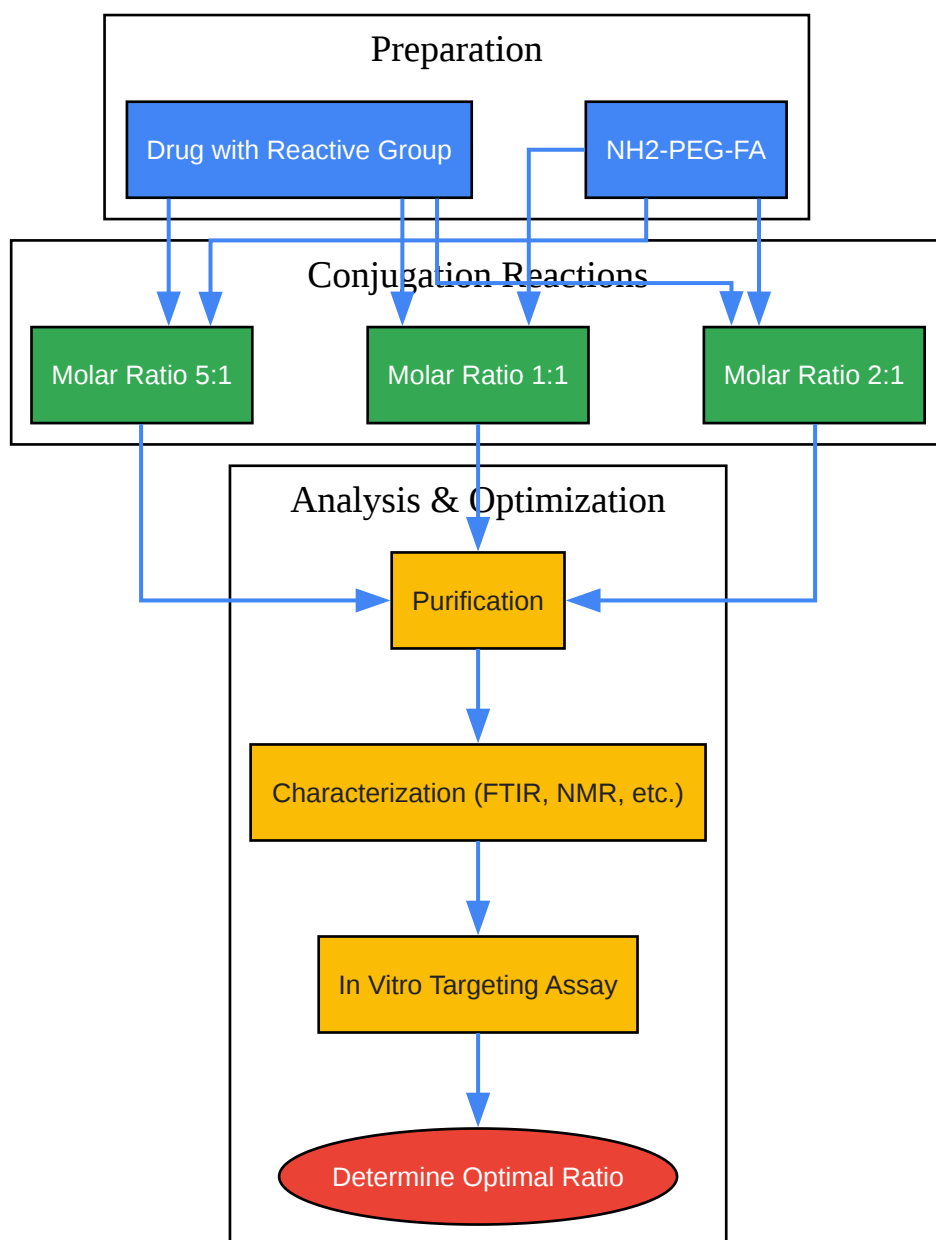 Preparation
Drug with Reactive Group
NH2-PEG-FA
Conjugation Reactions
Molar Ratio 5:1
Molar Ratio 1:1
Molar Ratio 2:1
Analysis & Optimization
Purification
Characterization (FTIR, NMR, etc.)
In Vitro Targeting Assay
Determine Optimal Ratio